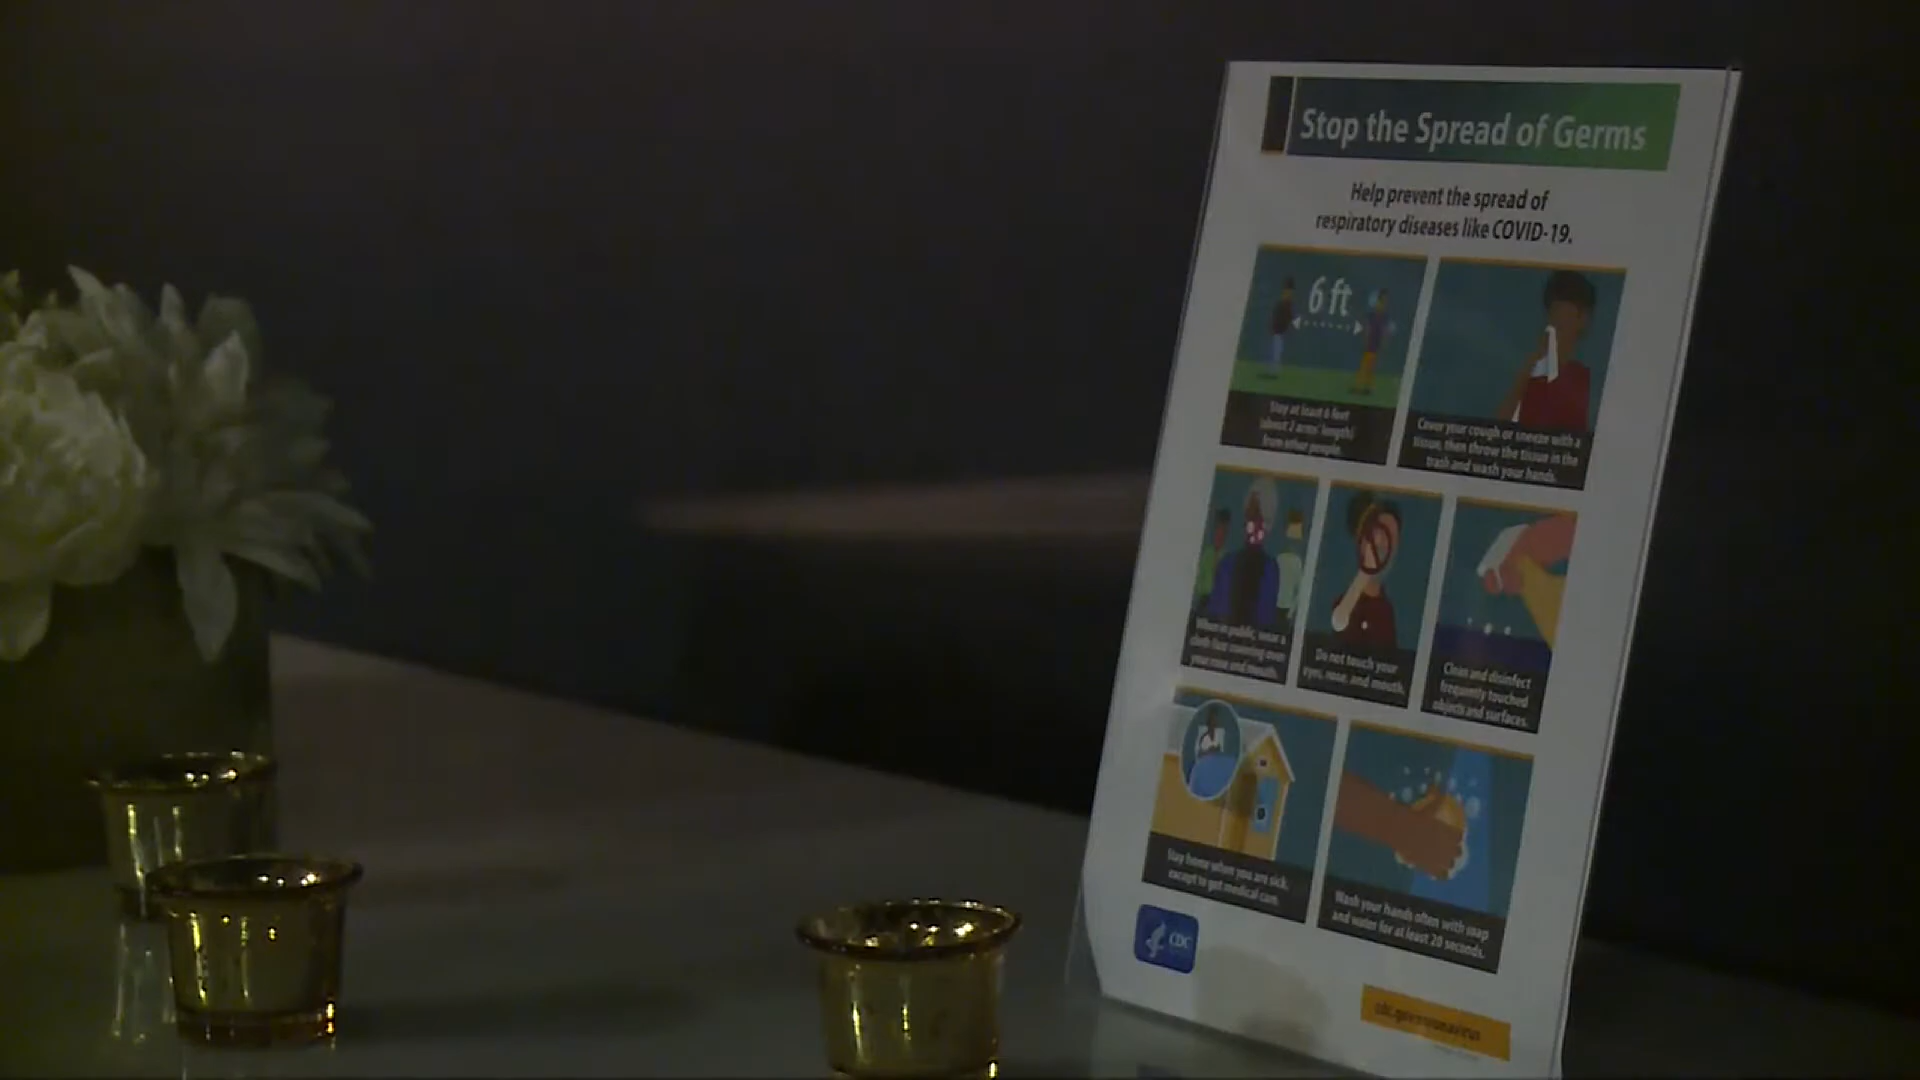 Stop the Spread of Germs
Help prevent the spread of
respiratory diseases like COVID-19.
6 ft
Stay at least 6 feet
(about 2 arms' length)
from other people.
Cover your cough or sneeze with a
tissue, then throw the tissue in the
trash and wash your hands.
When in public, wear a
cloth face covering over
your nose and mouth.
Do not touch your
eyes, nose, and mouth.
Clean and disinfect
frequently touched
objects and surfaces.
Stay home when you are sick,
except to get medical care.
Wash your hands often with soap
and water for at least 20 seconds.
CDC
cdc.gov/coronavirus